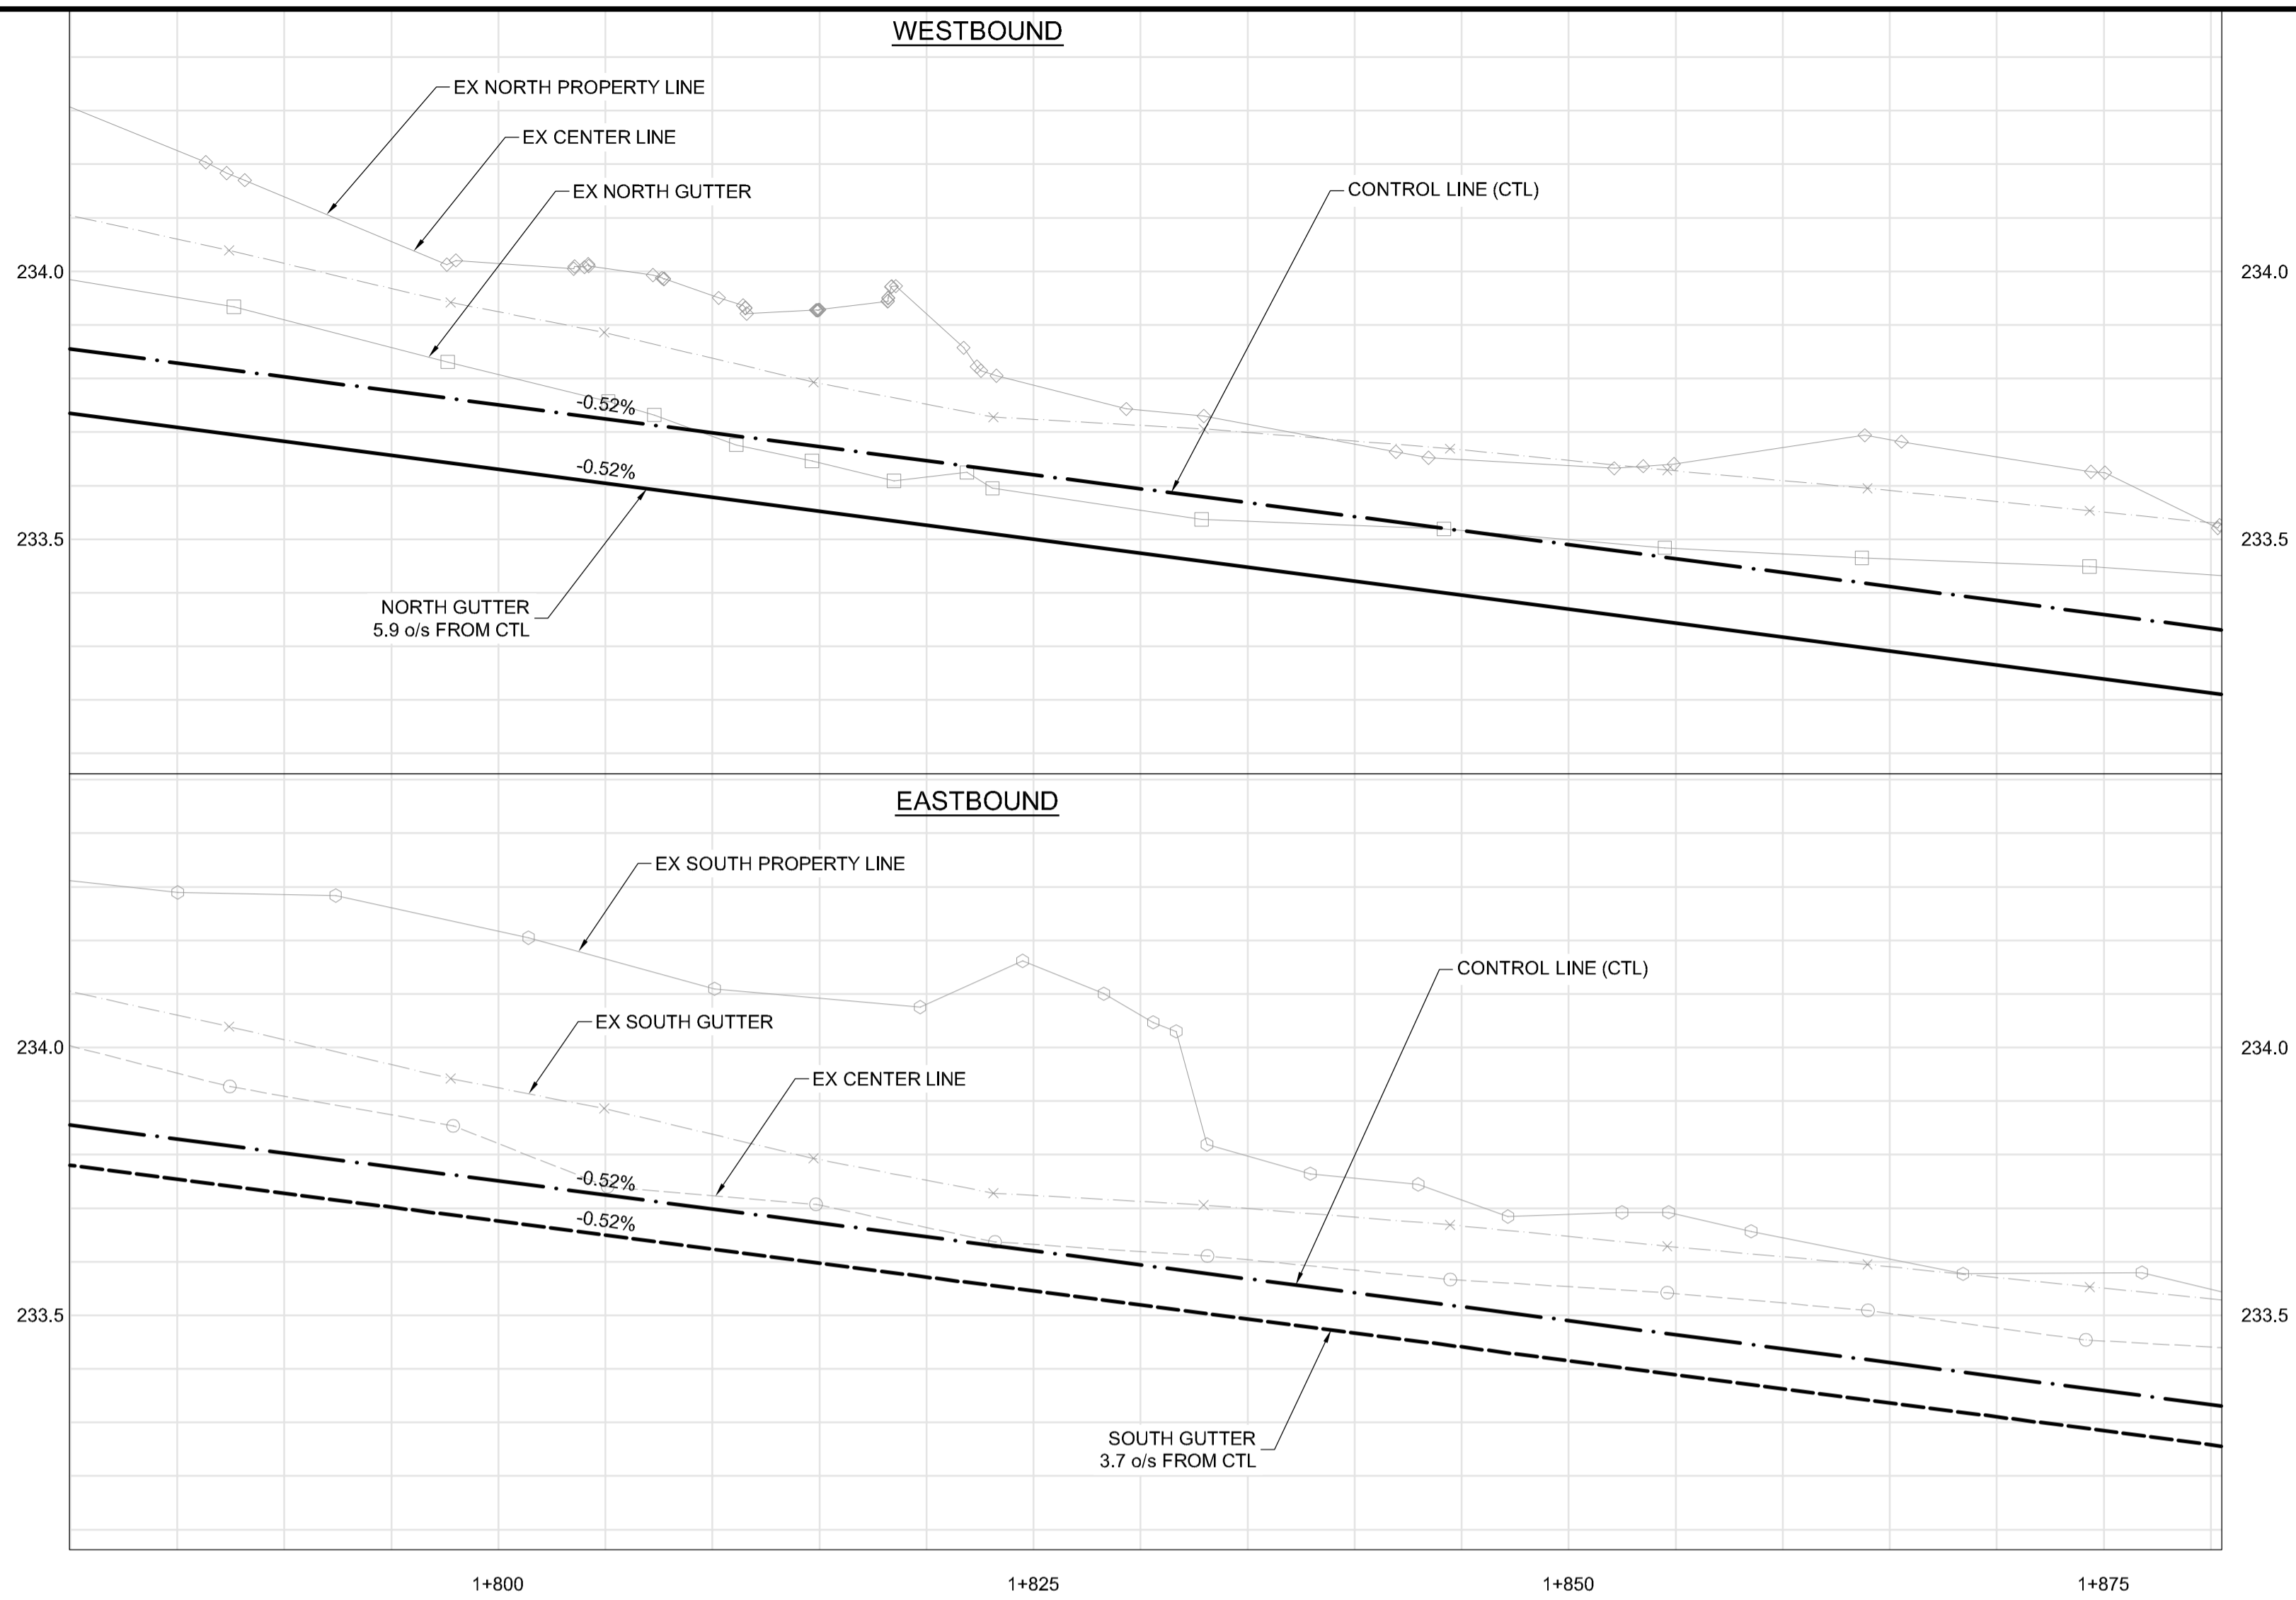 WESTBOUND
EX NORTH PROPERTY LINE
EX CENTER LINE
EX NORTH GUTTER
CONTROL LINE (CTL)
234.0
234.0
-0.52%
-0.52%
233.5
233.5
NORTH GUTTER
5.9 o/s FROM CTL
EASTBOUND
EX SOUTH PROPERTY LINE
CONTROL LINE (CTL)
EX SOUTH GUTTER
234.0
234.0
EX CENTER LINE
-0.52%
-0.52%
233.5
233.5
SOUTH GUTTER
3.7 o/s FROM CTL
1+800
1+825
1+850
1+875